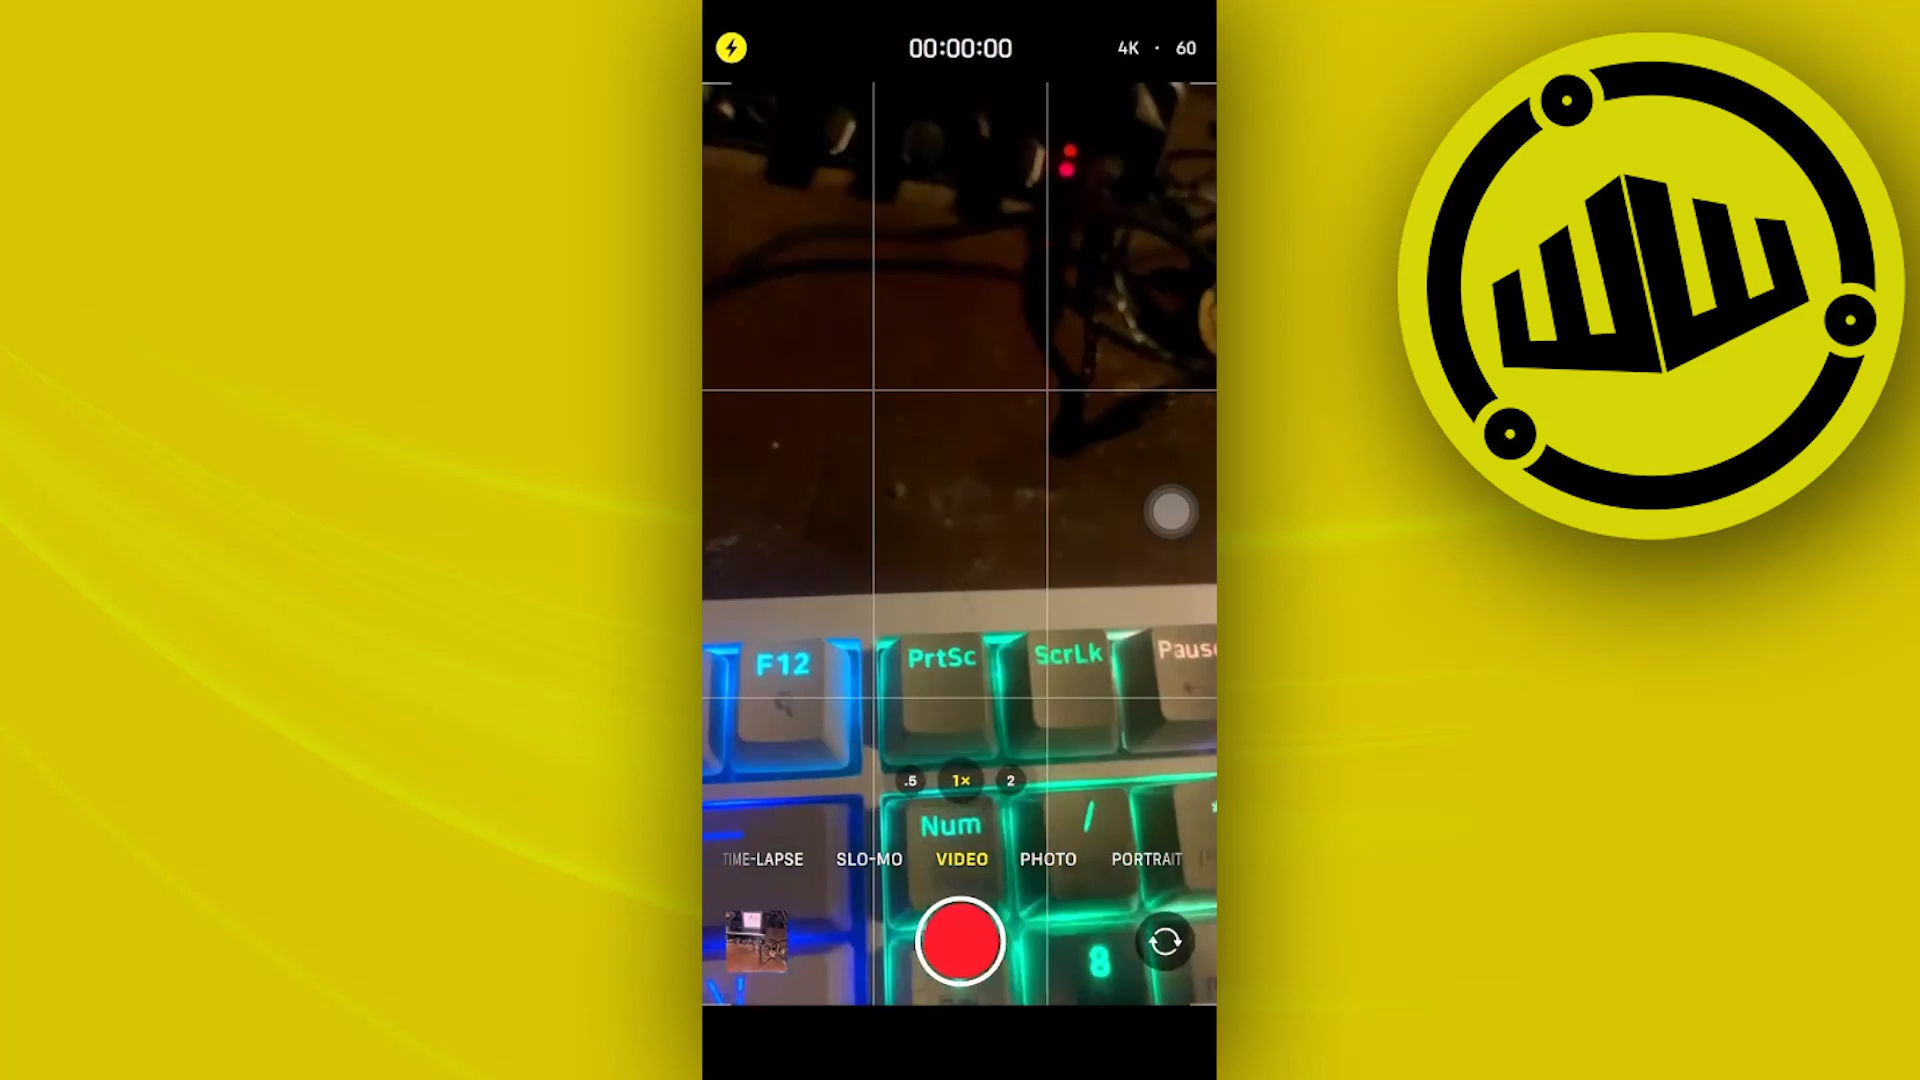 00:00:00
4K · 60
F12
PrtSc
ScrLk
Paus
.5
1×
2
Num
/
TIME-LAPSE
SLO-MO
VIDEO
PHOTO
PORTRAIT
8